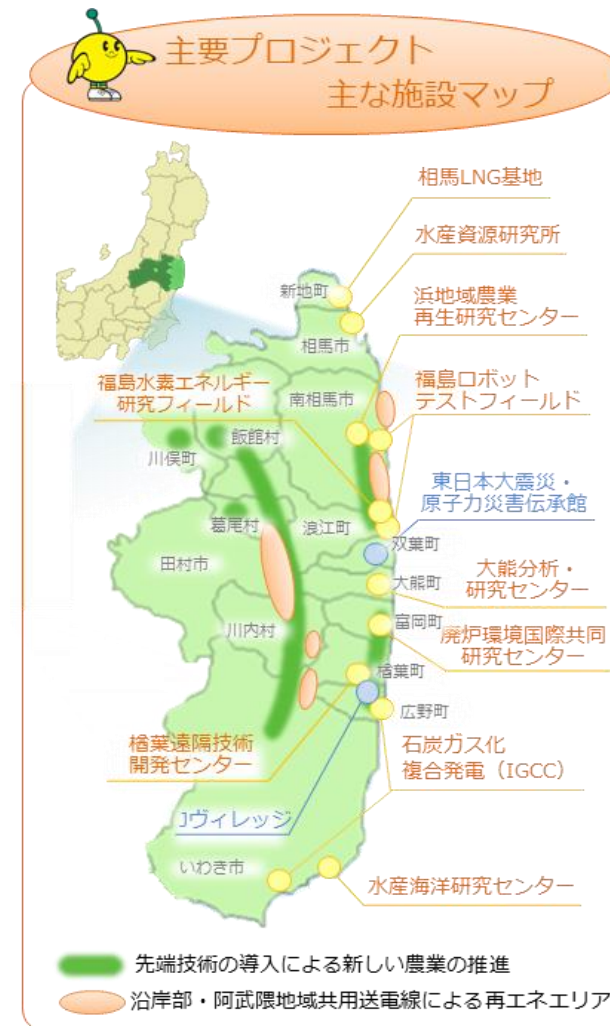 主要プロジェクト
主な施設マップ
相馬LNG基地
水産資源研究所
新地町
浜地域農業
再生研究センター
相馬市
福島水素エネルギー
研究フィールド
南相馬市
福島ロボット
テストフィールド
飯館村
川俣町
東日本大震災・
原子力災害伝承館
葛尾村
浪江町
双葉町
田村市
大熊町
大熊分析・
研究センター
川内村
富岡町
廃炉環境国際共同
研究センター
楢葉町
広野町
楢葉遠隔技術
開発センター
石炭ガス化
複合発電（IGCC）
Jヴィレッジ
いわき市
水産海洋研究センター
先端技術の導入による新しい農業の推進
沿岸部・阿武隈地域共用送電線による再エネエリア